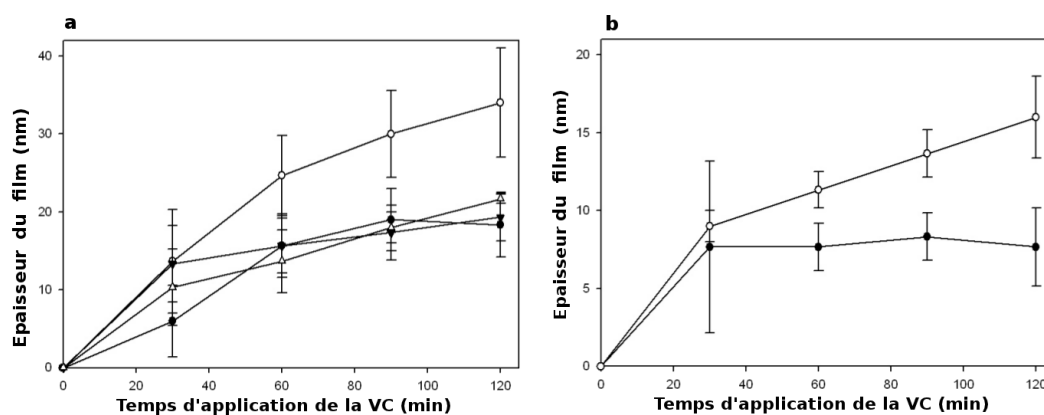 a
40
30
20
10
0
0 20 40 60 80 100 120
Epaisseur du film (nm)
Temps d'application de la VC (min)
b
20
15
10
5
0
0 20 40 60 80 100 120
Epaisseur du film (nm)
Temps d'application de la VC (min)